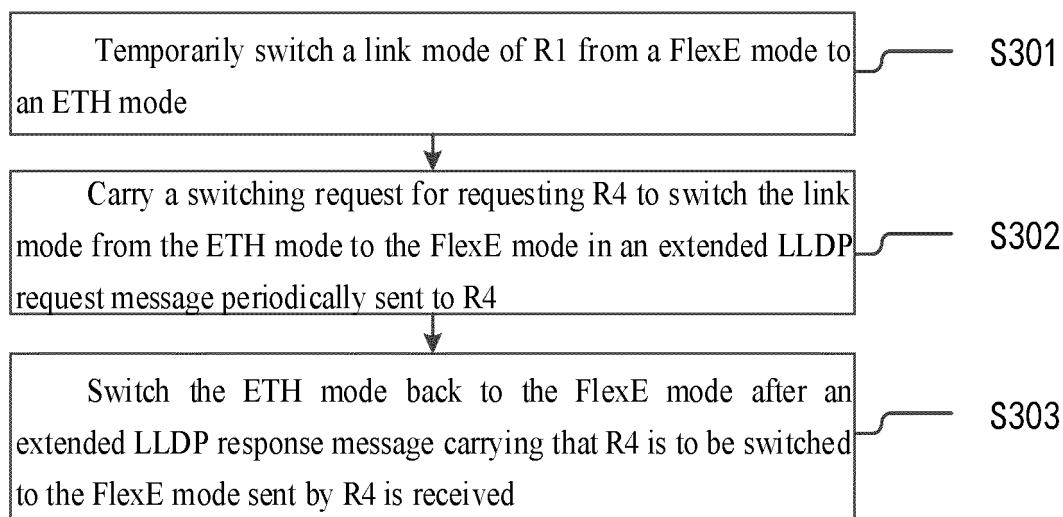 Temporarily switch a link mode of R1 from a FlexE mode to
an ETH mode
S301
Carry a switching request for requesting R4 to switch the link
mode from the ETH mode to the FlexE mode in an extended LLDP
request message periodically sent to R4
S302
Switch the ETH mode back to the FlexE mode after an
extended LLDP response message carrying that R4 is to be switched
to the FlexE mode sent by R4 is received
S303